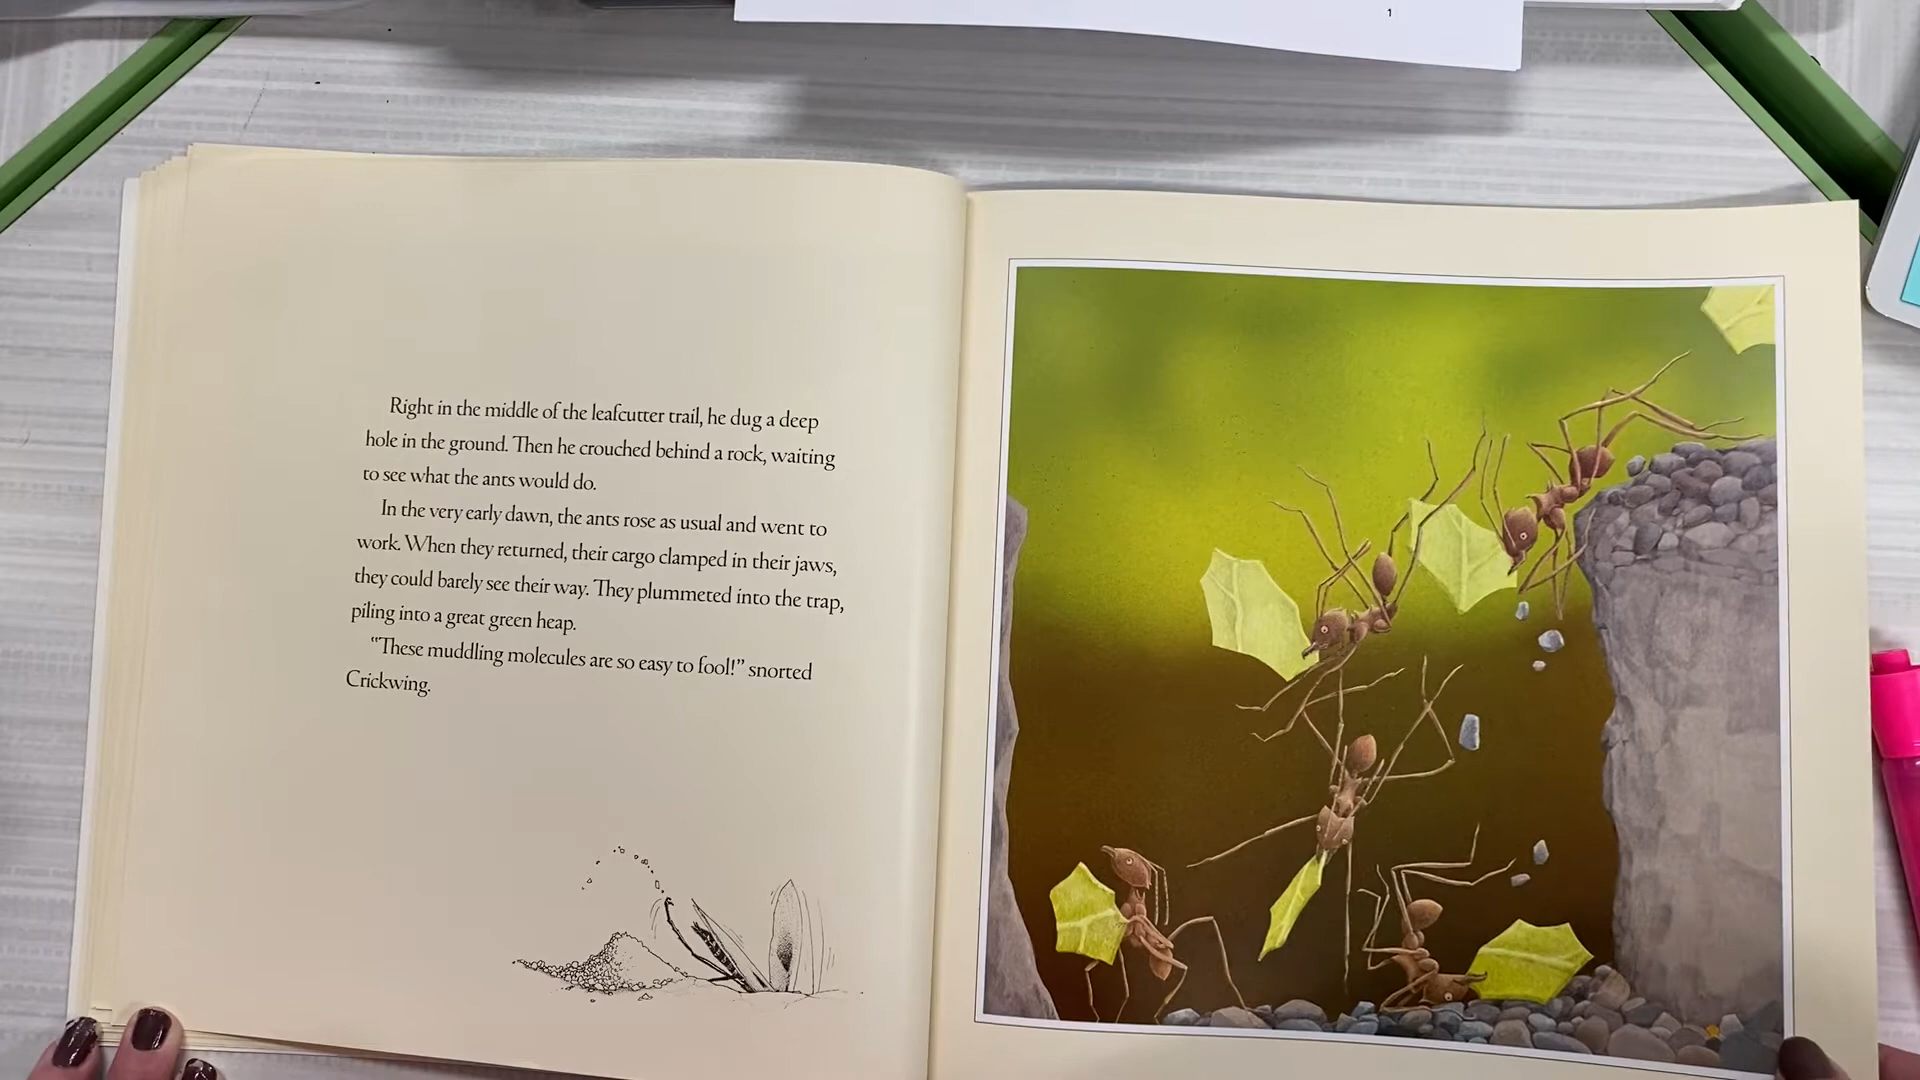 1
Right in the middle of the leafcutter trail, he dug a deep
hole in the ground. Then he crouched behind a rock, waiting
to see what the ants would do.
In the very early dawn, the ants rose as usual and went to
work. When they returned, their cargo clamped in their jaws,
they could barely see their way. They plummeted into the trap,
piling into a great green heap.
“These muddling molecules are so easy to fool!” snorted
Crickwing.